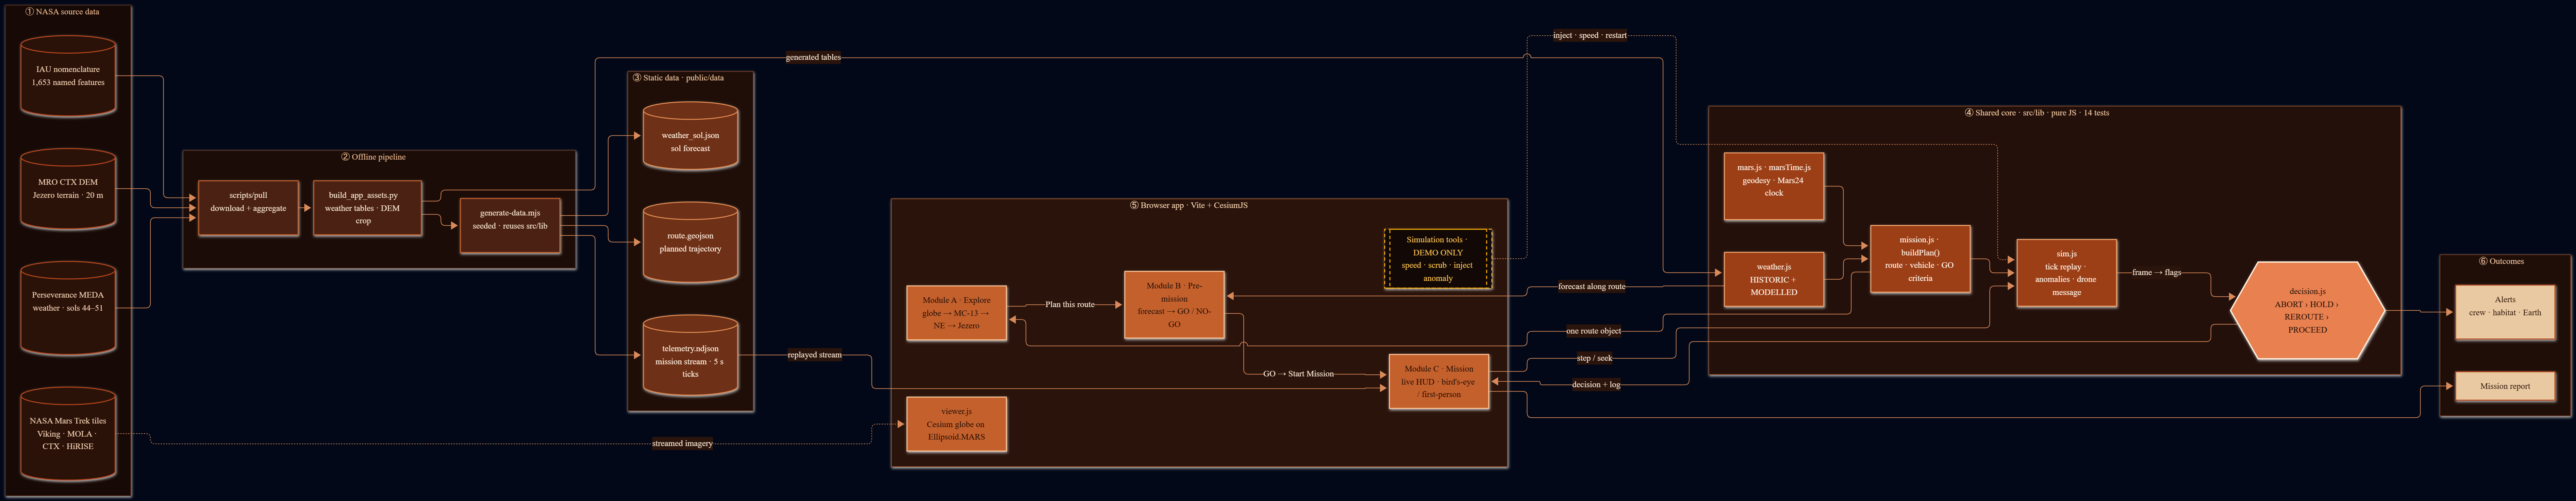 ① NASA source data
IAU nomenclature
1,653 named features
MRO CTX DEM
Jezero terrain · 20 m
Perseverance MEDA
weather · sols 44–51
NASA Mars Trek tiles
Viking · MOLA ·
CTX · HiRISE
② Offline pipeline
scripts/pull
download + aggregate
build_app_assets.py
weather tables · DEM
crop
generate-data.mjs
seeded · reuses src/lib
③ Static data · public/data
weather_sol.json
sol forecast
route.geojson
planned trajectory
telemetry.ndjson
mission stream · 5 s
ticks
generated tables
replayed stream
streamed imagery
⑤ Browser app · Vite + CesiumJS
Module A · Explore
globe → MC-13 →
NE → Jezero
Plan this route
Module B · Pre-
mission
forecast → GO / NO-
GO
Simulation tools ·
DEMO ONLY
speed · scrub · inject
anomaly
GO → Start Mission
Module C · Mission
live HUD · bird's-eye
/ first-person
viewer.js
Cesium globe on
Ellipsoid.MARS
inject · speed · restart
forecast along route
one route object
step / seek
decision + log
④ Shared core · src/lib · pure JS · 14 tests
mars.js · marsTime.js
geodesy · Mars24
clock
weather.js
HISTORIC +
MODELLED
mission.js ·
buildPlan()
route · vehicle · GO
criteria
sim.js
tick replay ·
anomalies · drone
message
frame → flags
decision.js
ABORT › HOLD ›
REROUTE ›
PROCEED
⑥ Outcomes
Alerts
crew · habitat · Earth
Mission report